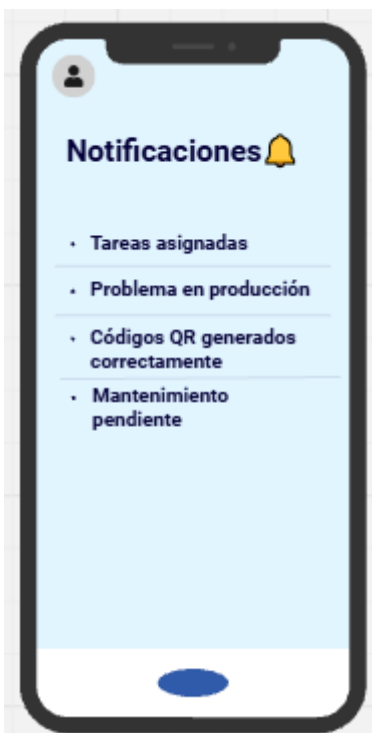 Notificaciones🔔
• Tareas asignadas
• Problema en producción
• Códigos QR generados
correctamente
• Mantenimiento
pendiente